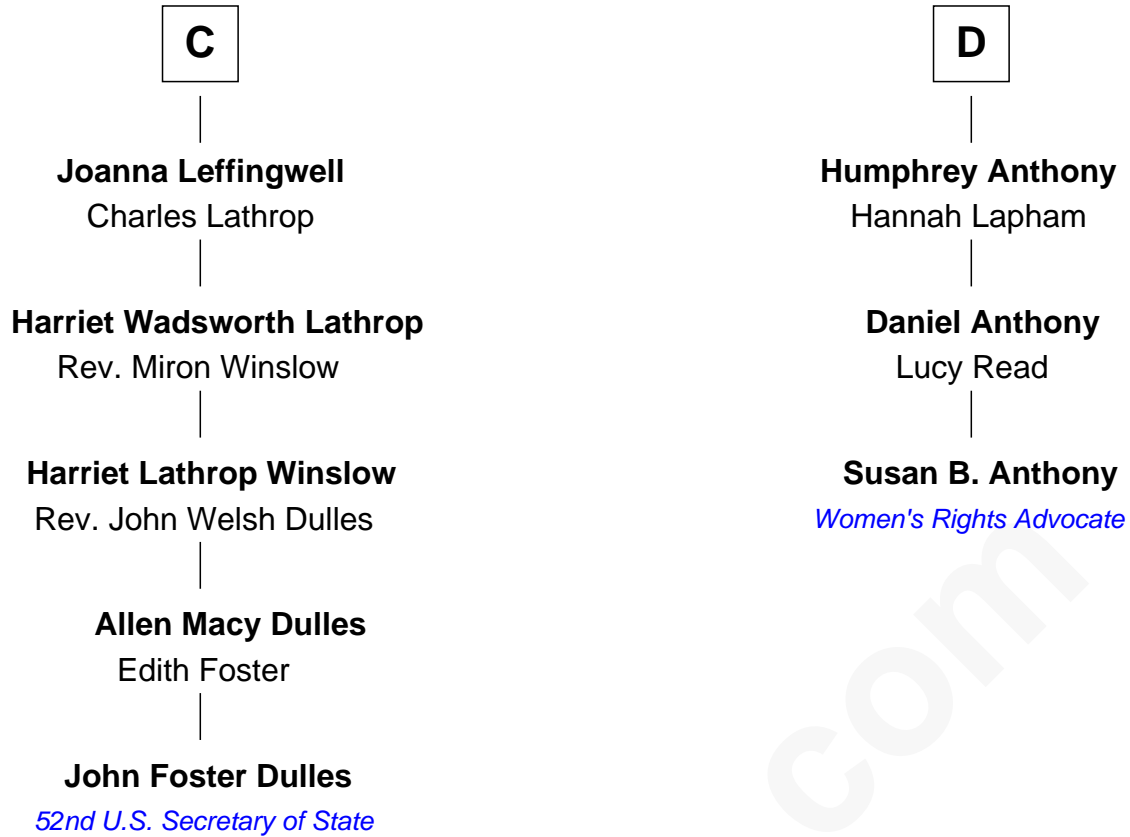 C
Joanna Leffingwell
Charles Lathrop
Harriet Wadsworth Lathrop
Rev. Miron Winslow
Harriet Lathrop Winslow
Rev. John Welsh Dulles
Allen Macy Dulles
Edith Foster
John Foster Dulles
52nd U.S. Secretary of State
D
Humphrey Anthony
Hannah Lapham
Daniel Anthony
Lucy Read
Susan B. Anthony
Women's Rights Advocate
com